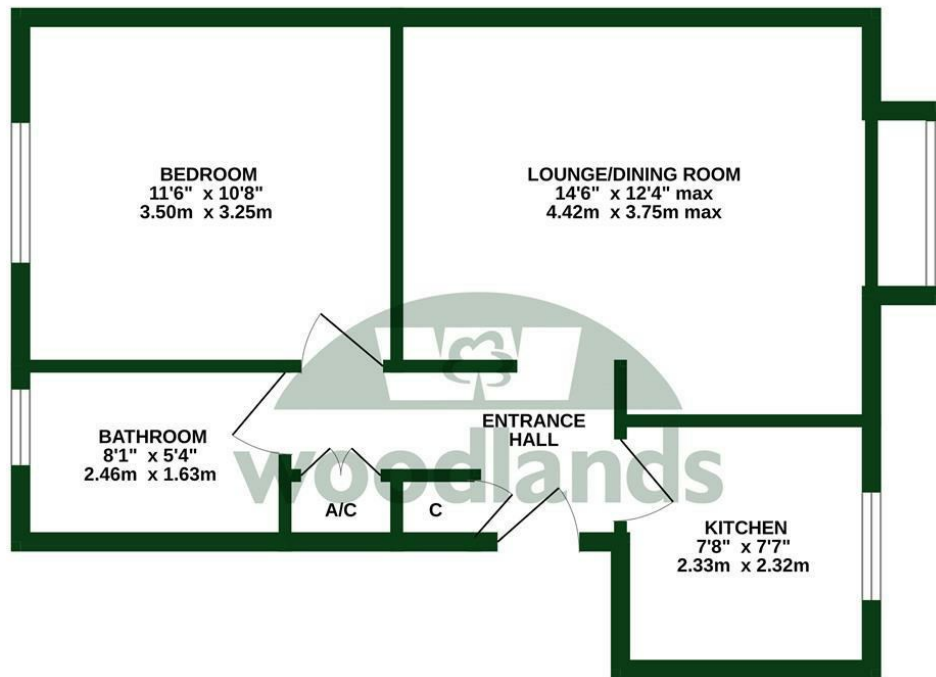 BEDROOM
11'6" x 10'8"
3.50m x 3.25m
LOUNGE/DINING ROOM
14'6" x 12'4" max
4.42m x 3.75m max
BATHROOM
8'1" x 5'4"
2.46m x 1.63m
ENTRANCE
HALL
woodlands
A/C
C
KITCHEN
7'8" x 7'7"
2.33m x 2.32m